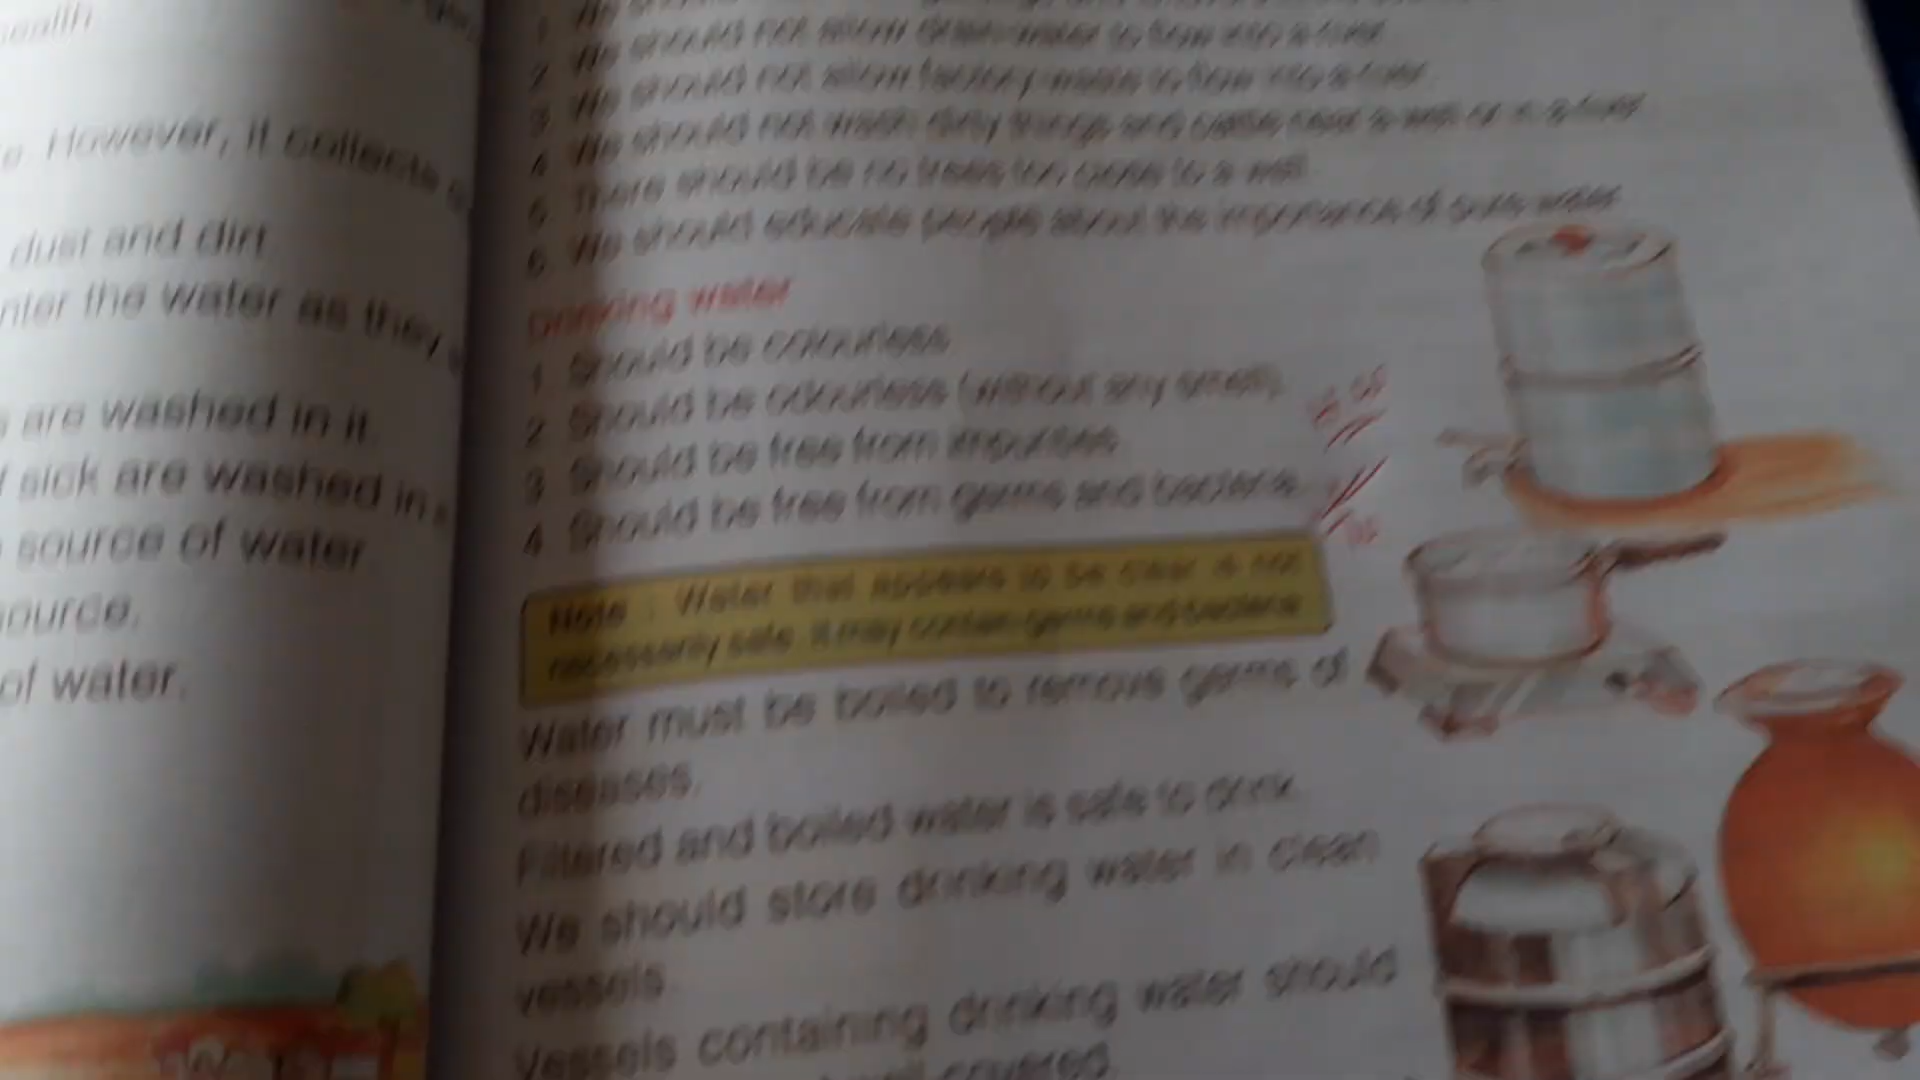 ealth
However, it collects
dust and dirt
nter the water as they
are washed in it.
sick are washed in
source of water
ource.
of water.
2. We should not allow drain-water to flow into a river.
3. We should not allow factory-waste to flow into a river.
4. We should not wash dirty things and cattle near a well or in a river.
5. There should be no trees too close to a well.
6. We should educate people about the importance of pure water.
Drinking water
1. Should be colourless.
2. Should be odourless (without any smell).
3. Should be free from impurities.
4. Should be free from germs and bacteria.
Note : Water that appears to be clear is not
necessarily safe. It may contain germs and bacteria.
Water must be boiled to remove germs of
diseases.
Filtered and boiled water is safe to drink.
We should store drinking water in clean
vessels.
Vessels containing drinking water should
well covered.